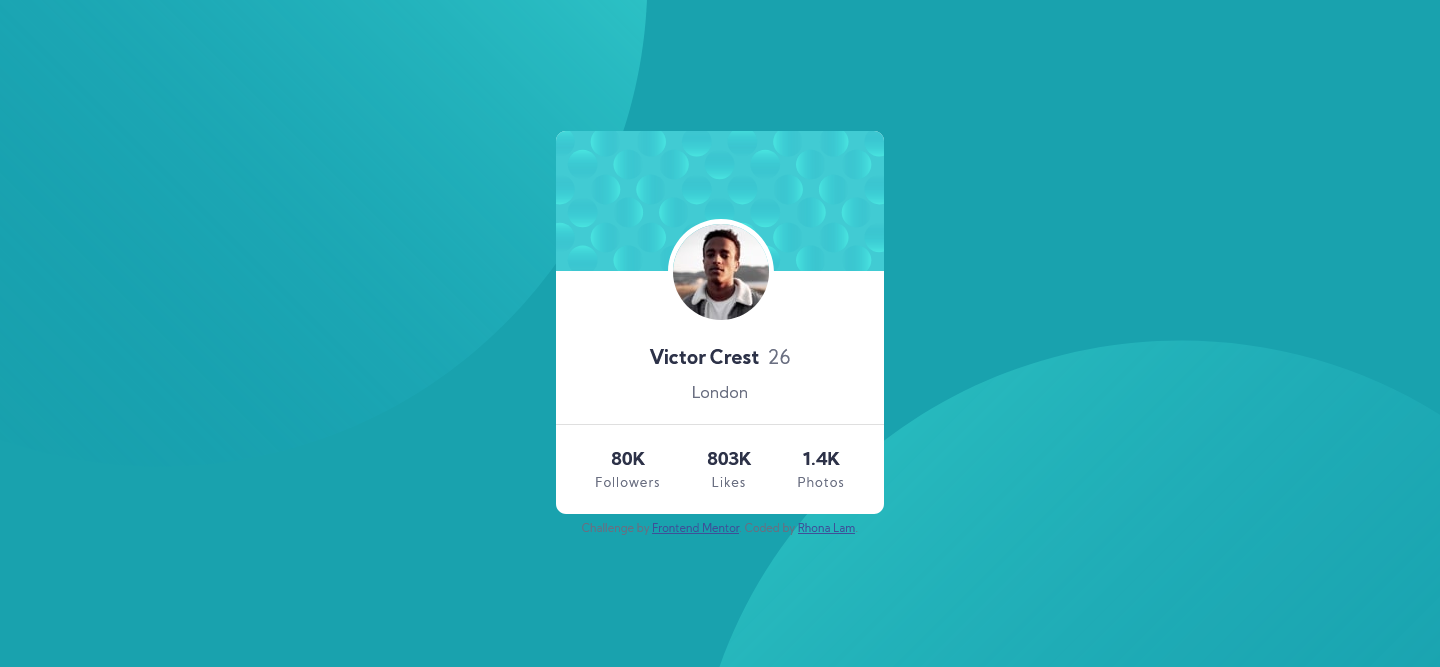 Victor Crest 26
London
80K 803K 1.4K
Followers Likes Photos
Challenge by Frontend Mentor. Coded by Rhona Lam.